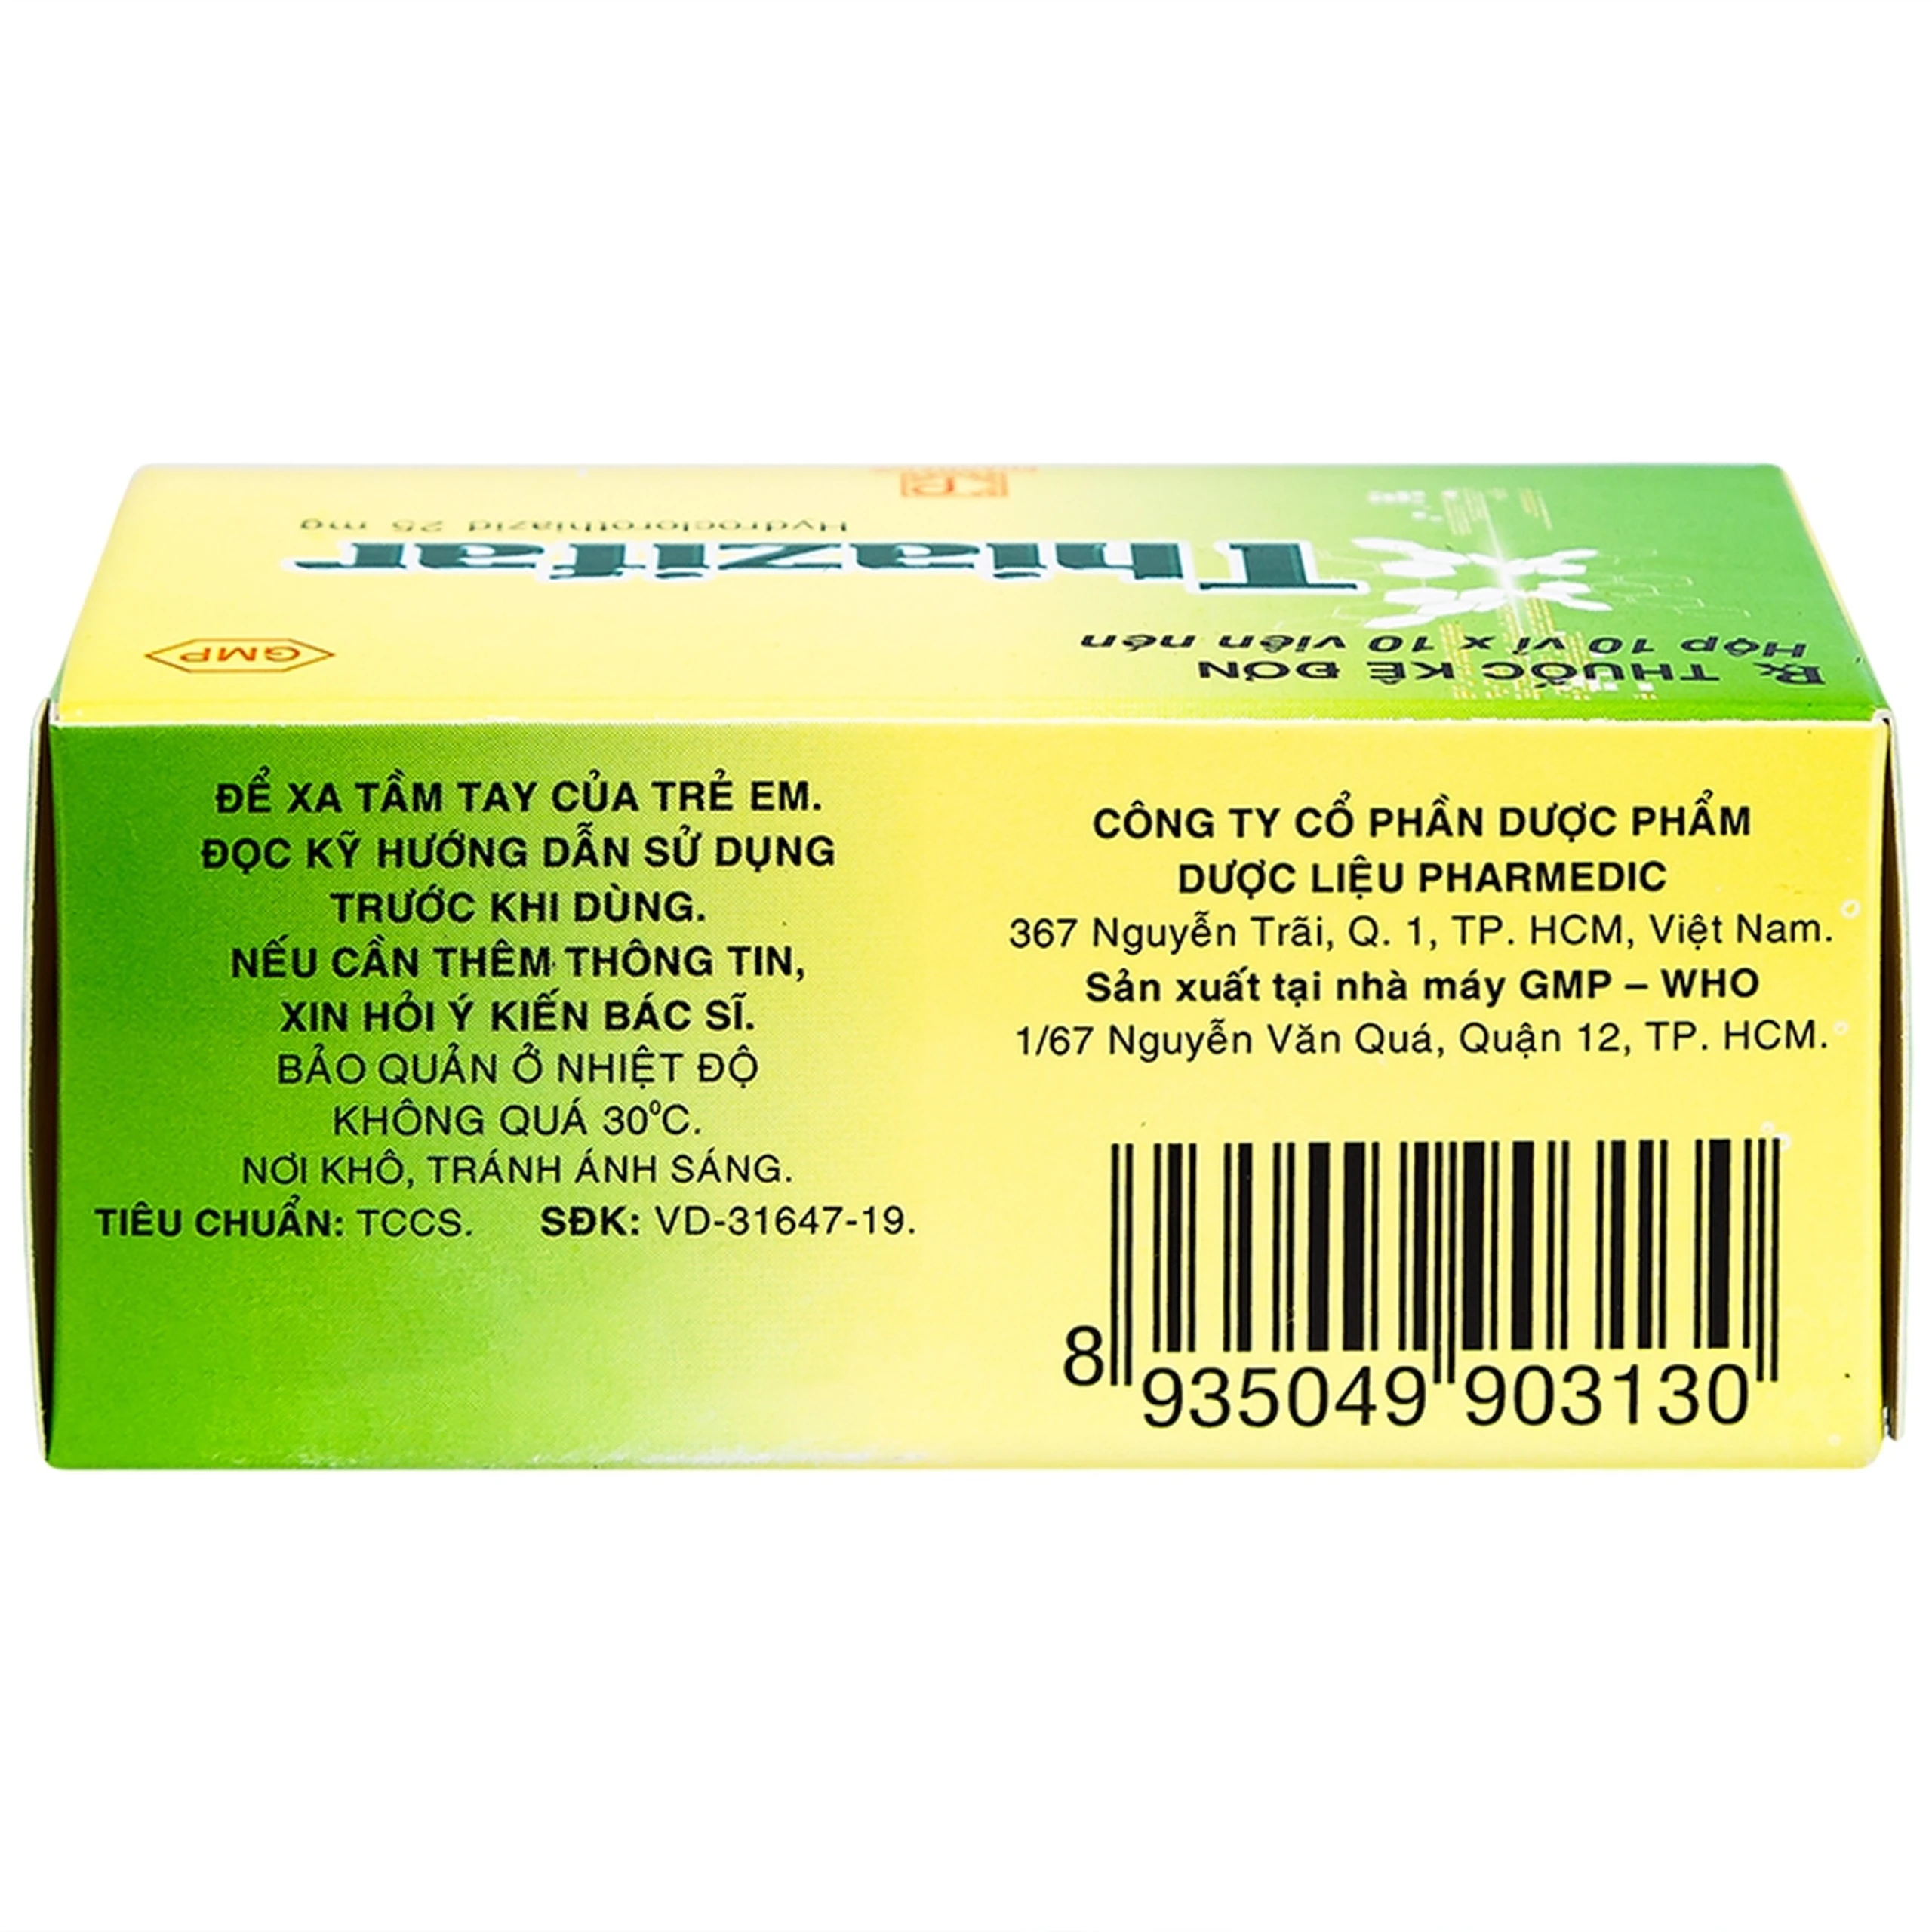 ℞ THUỐC KÊ ĐƠN
Hộp 10 vỉ x 10 viên nén
Thiazifar
Hydroclorothiazid 25 mg
GMP
ĐỂ XA TẦM TAY CỦA TRẺ EM.
ĐỌC KỸ HƯỚNG DẪN SỬ DỤNG
TRƯỚC KHI DÙNG.
NẾU CẦN THÊM THÔNG TIN,
XIN HỎI Ý KIẾN BÁC SĨ.
BẢO QUẢN Ở NHIỆT ĐỘ
KHÔNG QUÁ 30⁰C.
NƠI KHÔ, TRÁNH ÁNH SÁNG.
TIÊU CHUẨN: TCCS. SĐK: VD-31647-19.
CÔNG TY CỔ PHẦN DƯỢC PHẨM
DƯỢC LIỆU PHARMEDIC
367 Nguyễn Trãi, Q. 1, TP. HCM, Việt Nam.
Sản xuất tại nhà máy GMP – WHO
1/67 Nguyễn Văn Quá, Quận 12, TP. HCM.
8 935049 903130